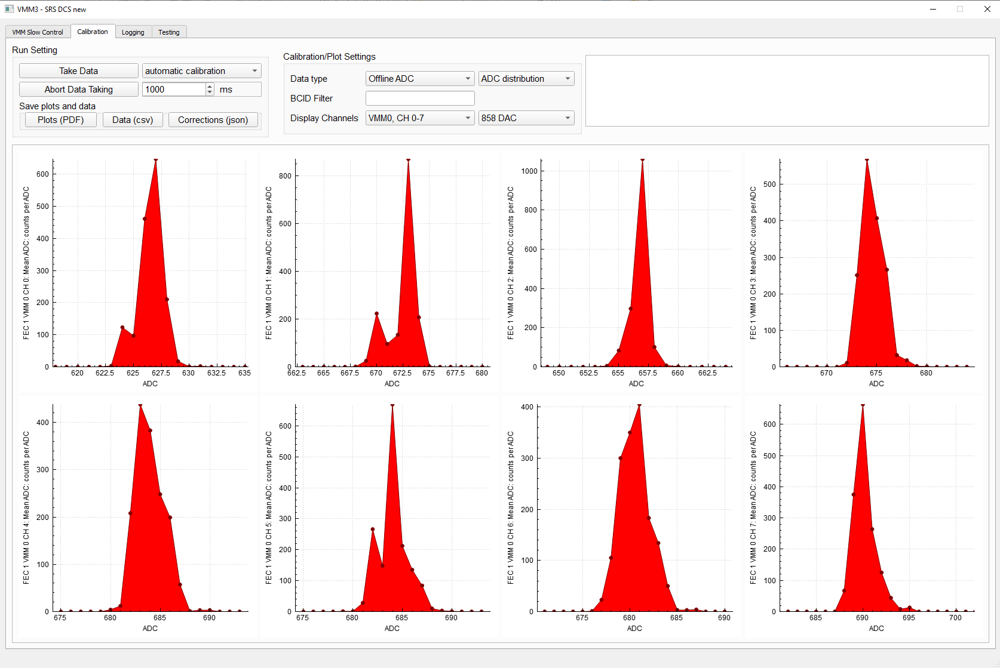 VMM3 - SRS DCS new
VMM Slow Control Calibration Logging Testing
Run Setting
Take Data automatic calibration
Abort Data Taking 1000 ms
Save plots and data
Plots (PDF) Data (csv) Corrections (json)
Calibration/Plot Settings
Data type Offline ADC ADC distribution
BCID Filter
Display Channels VMM0, CH 0-7 858 DAC
FEC 1 VMM 0 CH 0: Mean ADC: counts per ADC
600
500
400
300
200
100
0
620 622.5 625 627.5 630 632.5 635
ADC
FEC 1 VMM 0 CH 1: Mean ADC: counts per ADC
800
600
400
200
0
662.5 665 667.5 670 672.5 675 677.5 680
ADC
FEC 1 VMM 0 CH 2: Mean ADC: counts per ADC
1000
800
600
400
200
0
650 652.5 655 657.5 660 662.5
ADC
FEC 1 VMM 0 CH 3: Mean ADC: counts per ADC
500
400
300
200
100
0
670 675 680
ADC
FEC 1 VMM 0 CH 4: Mean ADC: counts per ADC
400
300
200
100
0
675 680 685 690
ADC
FEC 1 VMM 0 CH 5: Mean ADC: counts per ADC
600
500
400
300
200
100
0
675 680 685 690
ADC
FEC 1 VMM 0 CH 6: Mean ADC: counts per ADC
400
300
200
100
0
675 680 685 690
ADC
FEC 1 VMM 0 CH 7: Mean ADC: counts per ADC
600
500
400
300
200
100
0
685 690 695 700
ADC